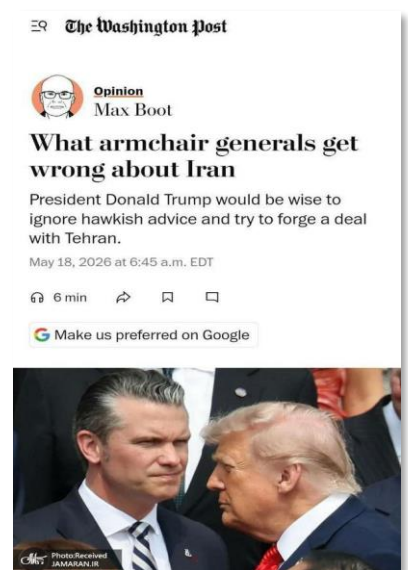 The Washington Post
Opinion
Max Boot
What armchair generals get
wrong about Iran
President Donald Trump would be wise to
ignore hawkish advice and try to forge a deal
with Tehran.
May 18, 2026 at 6:45 a.m. EDT
6 min
Make us preferred on Google
Photo:Received
JAMARAN.IR